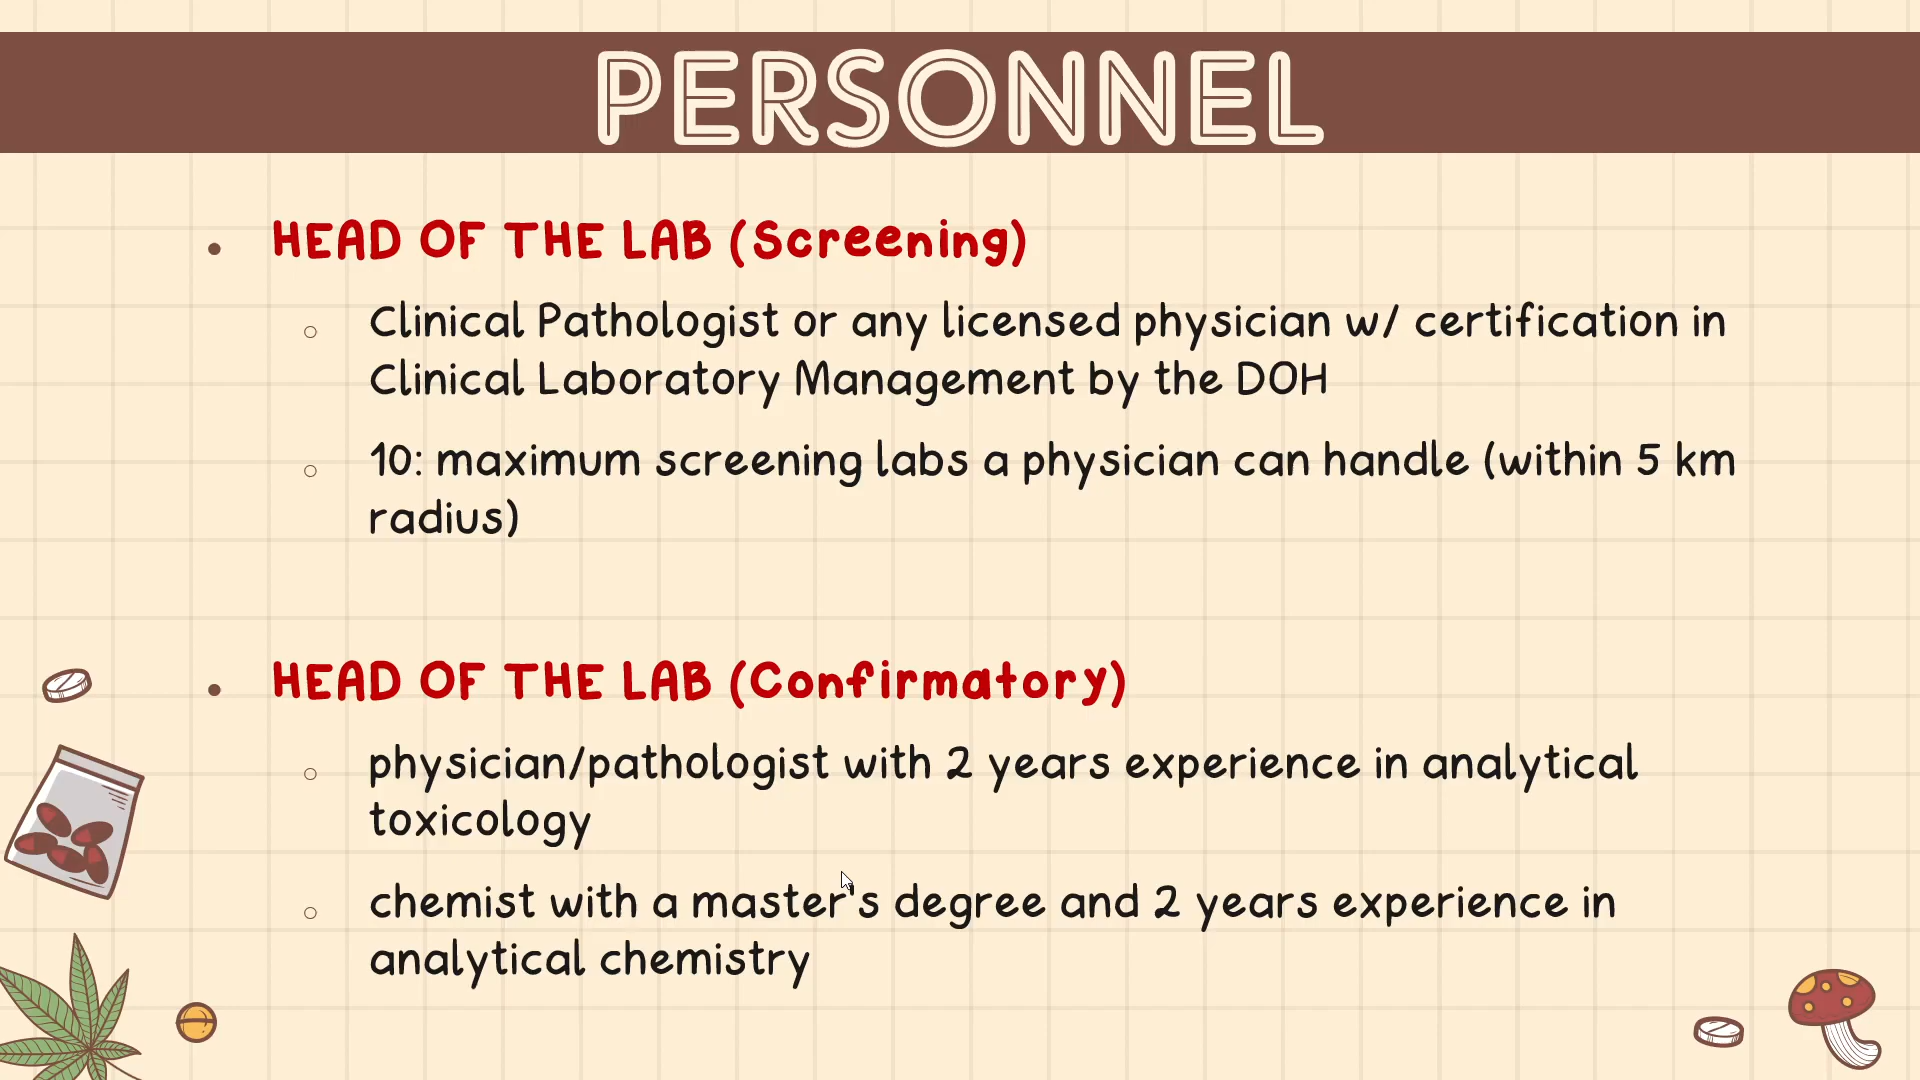 PERSONNEL
• HEAD OF THE LAB (Screening)
○ Clinical Pathologist or any licensed physician w/ certification in
Clinical Laboratory Management by the DOH
○ 10: maximum screening labs a physician can handle (within 5 km
radius)
• HEAD OF THE LAB (Confirmatory)
○ physician/pathologist with 2 years experience in analytical
toxicology
○ chemist with a master's degree and 2 years experience in
analytical chemistry